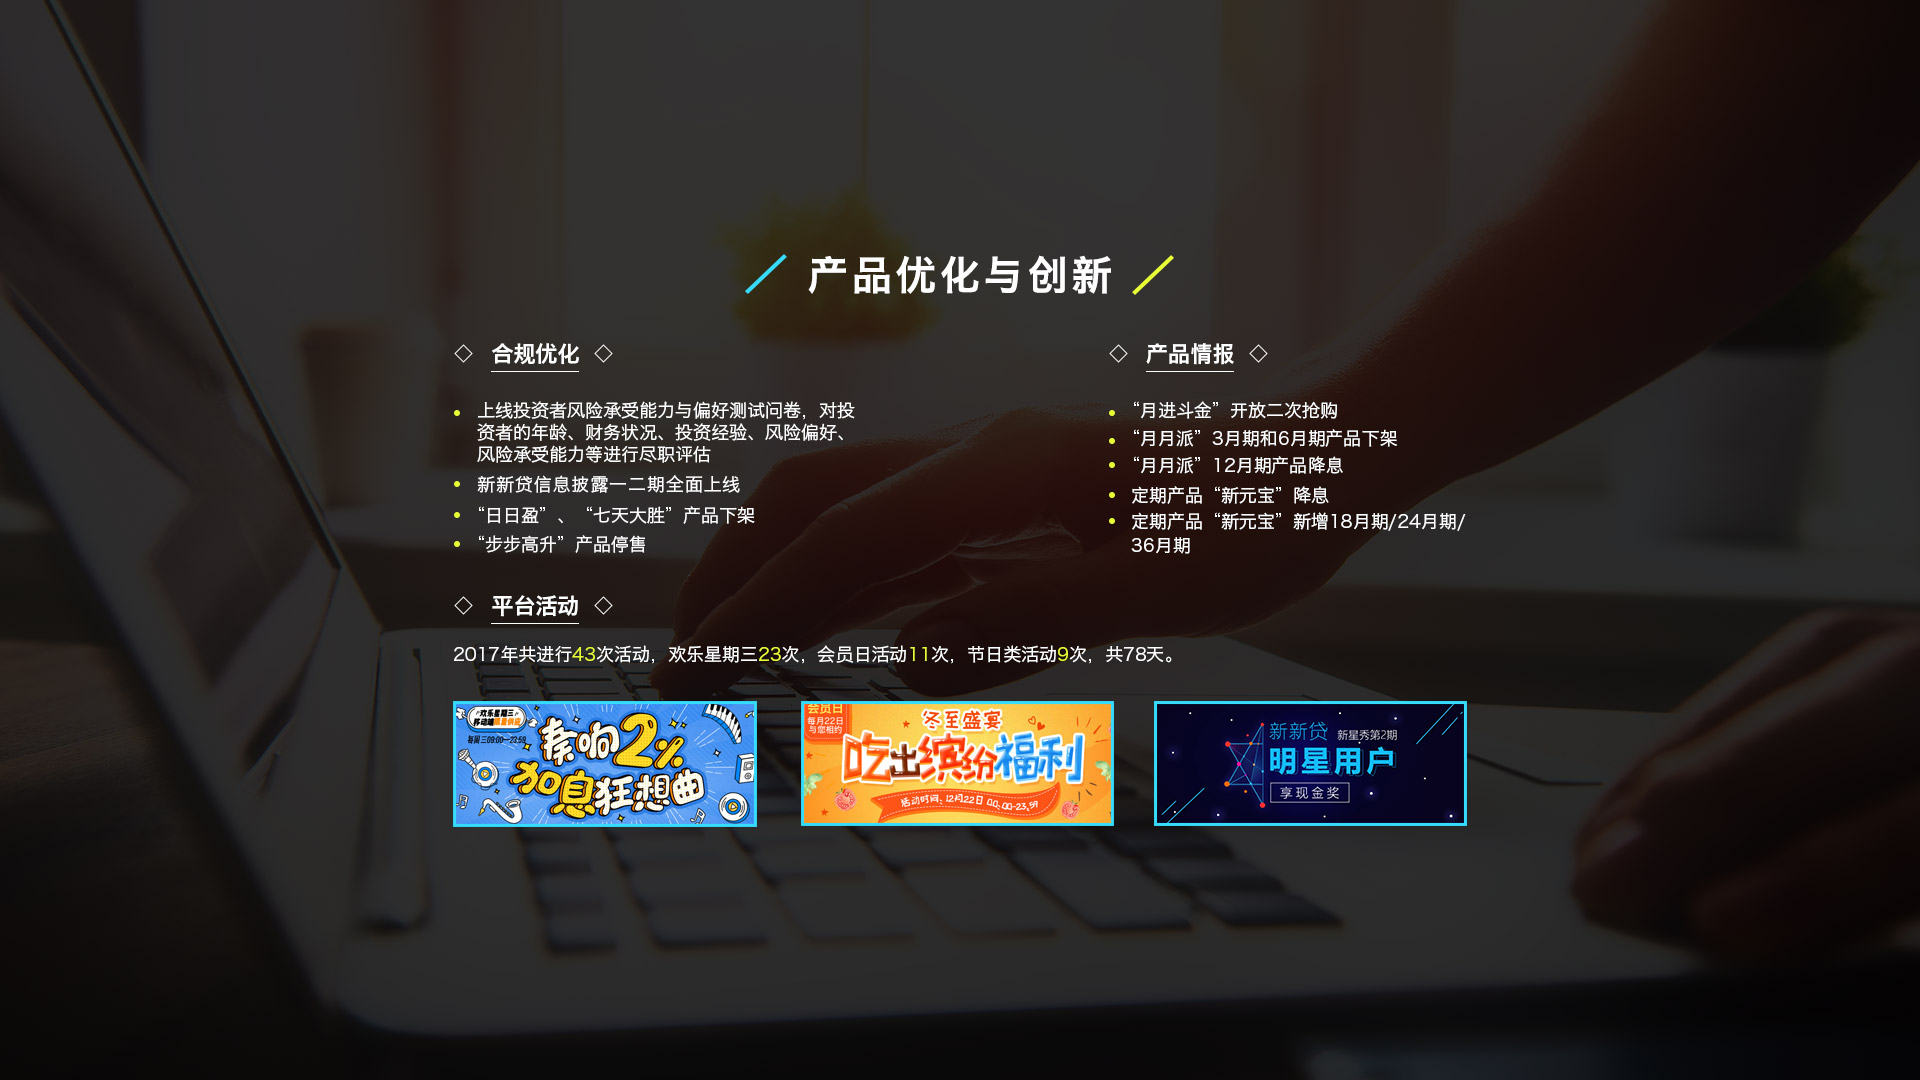 产品优化与创新
合规优化
上线投资者风险承受能力与偏好测试问卷，对投
资者的年龄、财务状况、投资经验、风险偏好、
风险承受能力等进行尽职评估
新新贷信息披露一二期全面上线
“日日盈”、“七天大胜”产品下架
“步步高升”产品停售
产品情报
“月进斗金”开放二次抢购
“月月派”3月期和6月期产品下架
“月月派”12月期产品降息
定期产品“新元宝”降息
定期产品“新元宝”新增18月期/24月期/
36月期
平台活动
2017年共进行43次活动，欢乐星期三23次，会员日活动11次，节日类活动9次，共78天。
欢乐星期三
每周三09:00—23:59
奏响2%
加息狂想曲
会员日
每月22日
与您相约
冬至盛宴
吃出缤纷福利
活动时间：12月22日 00:00-23:59
新新贷 新星秀第2期
明星用户
享现金奖